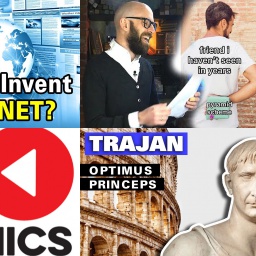 Invent
NET?
friend i
haven't seen
in years
pyramid
scheme
NICS
TRAJAN
OPTIMUS
PRINCEPS